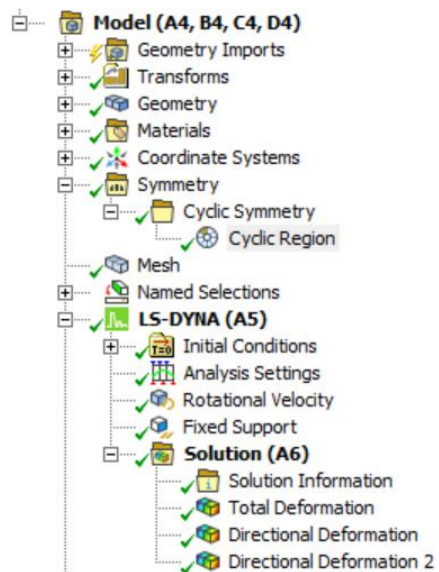 Model (A4, B4, C4, D4)
Geometry Imports
Transforms
Geometry
Materials
Coordinate Systems
Symmetry
Cyclic Symmetry
Cyclic Region
Mesh
Named Selections
LS-DYNA (A5)
T=0 Initial Conditions
Analysis Settings
Rotational Velocity
Fixed Support
Solution (A6)
Solution Information
Total Deformation
Directional Deformation
Directional Deformation 2